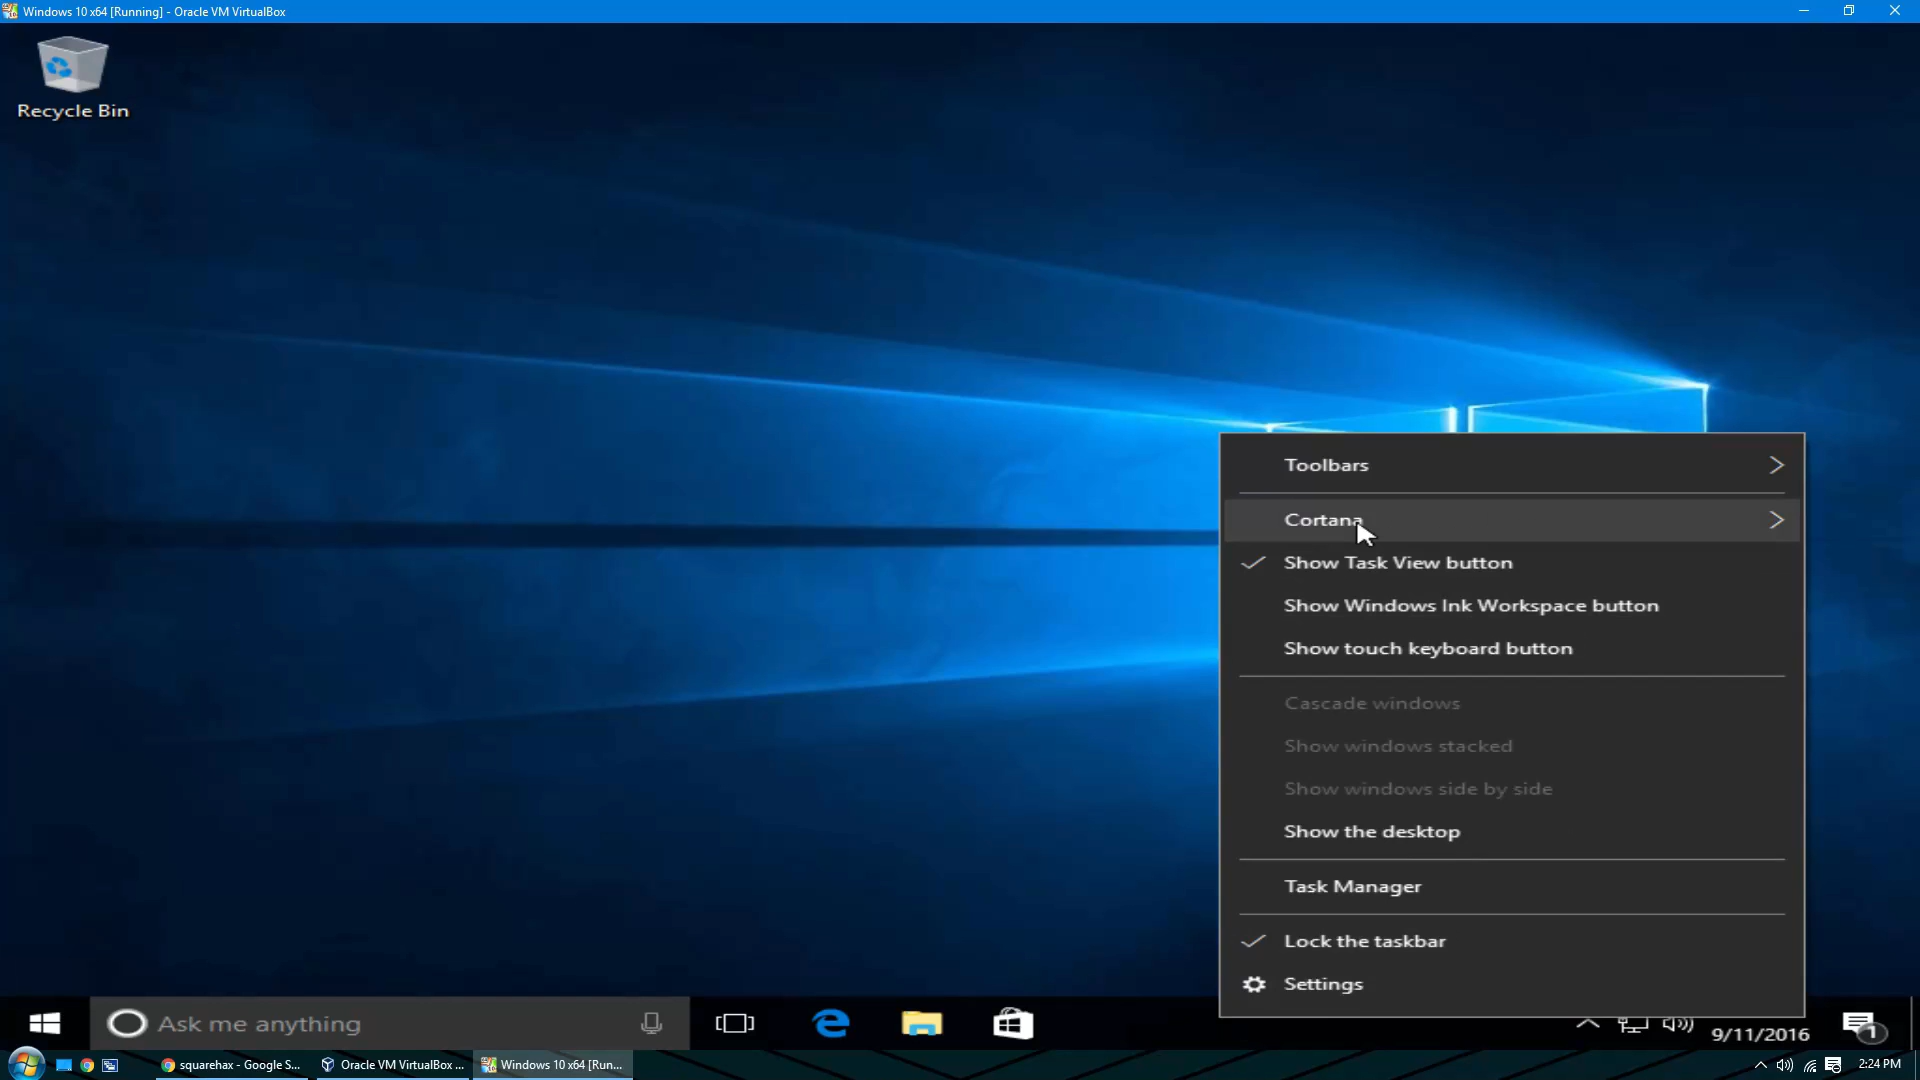 Windows 10 x64 [Running] - Oracle VM VirtualBox
Recycle Bin
Toolbars
Cortana
Show Task View button
Show Windows Ink Workspace button
Show touch keyboard button
Cascade windows
Show windows stacked
Show windows side by side
Show the desktop
Task Manager
Lock the taskbar
Settings
Ask me anything
9/11/2016
1
squarehax - Google S...
Oracle VM VirtualBox ...
Windows 10 x64 [Run...
2:24 PM